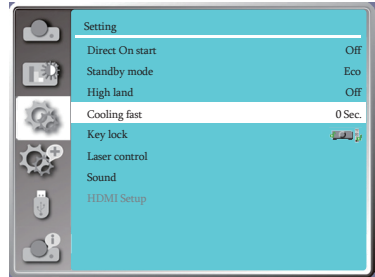 Setting
Direct On start Off
Standby mode Eco
High land Off
Cooling fast 0 Sec.
Key lock
Laser control
Sound
HDMI Setup